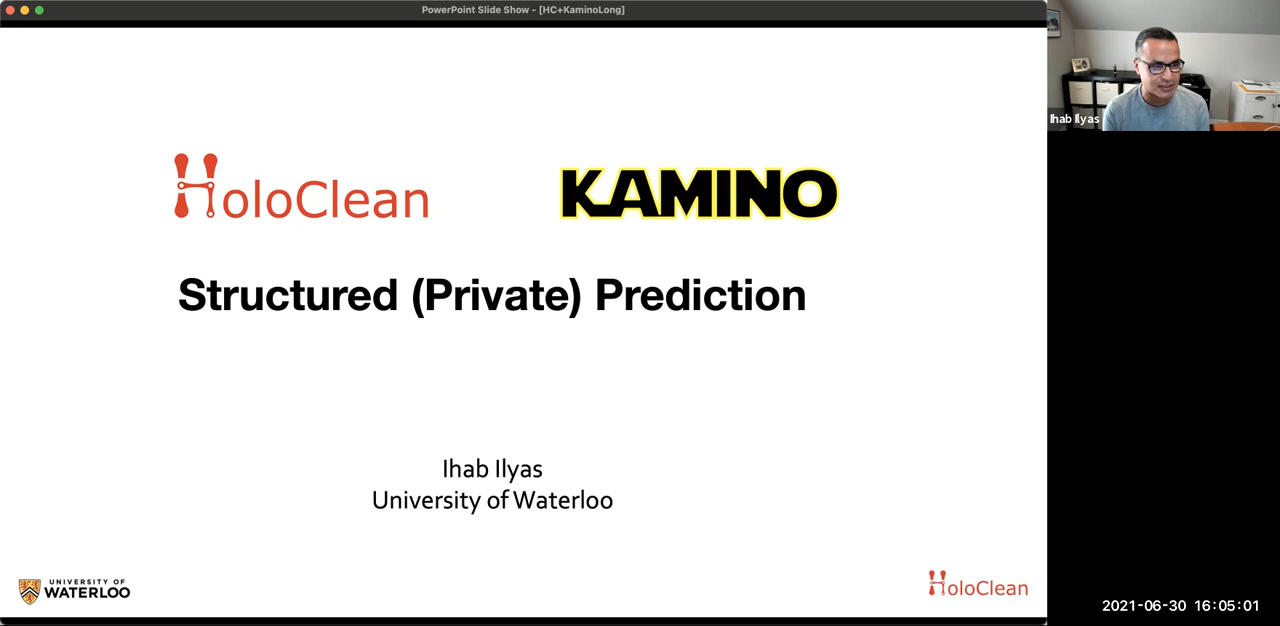 PowerPoint Slide Show - [HC+KaminoLong]
HoloClean
KAMINO
Structured (Private) Prediction
Ihab Ilyas
University of Waterloo
UNIVERSITY OF
WATERLOO
HoloClean
Ihab Ilyas
2021-06-30 16:05:01